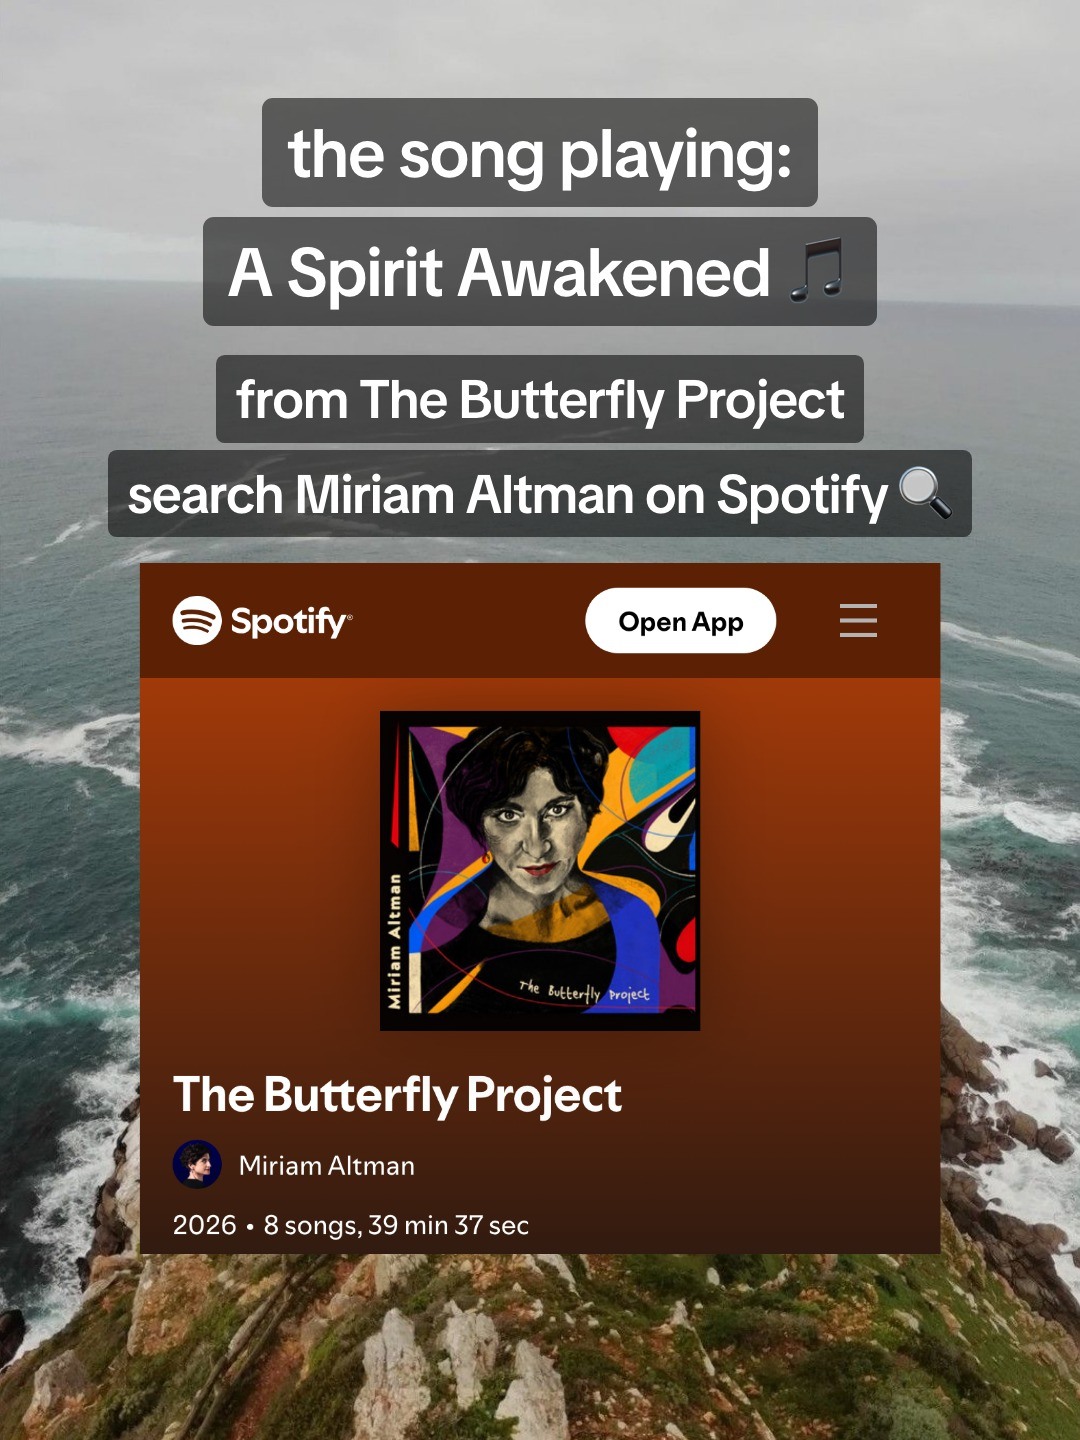 the song playing:
A Spirit Awakened 🎵
from The Butterfly Project
search Miriam Altman on Spotify 🔍
Spotify®
Open App
Miriam Altman
The Butterfly Project
The Butterfly Project
Miriam Altman
2026 • 8 songs, 39 min 37 sec